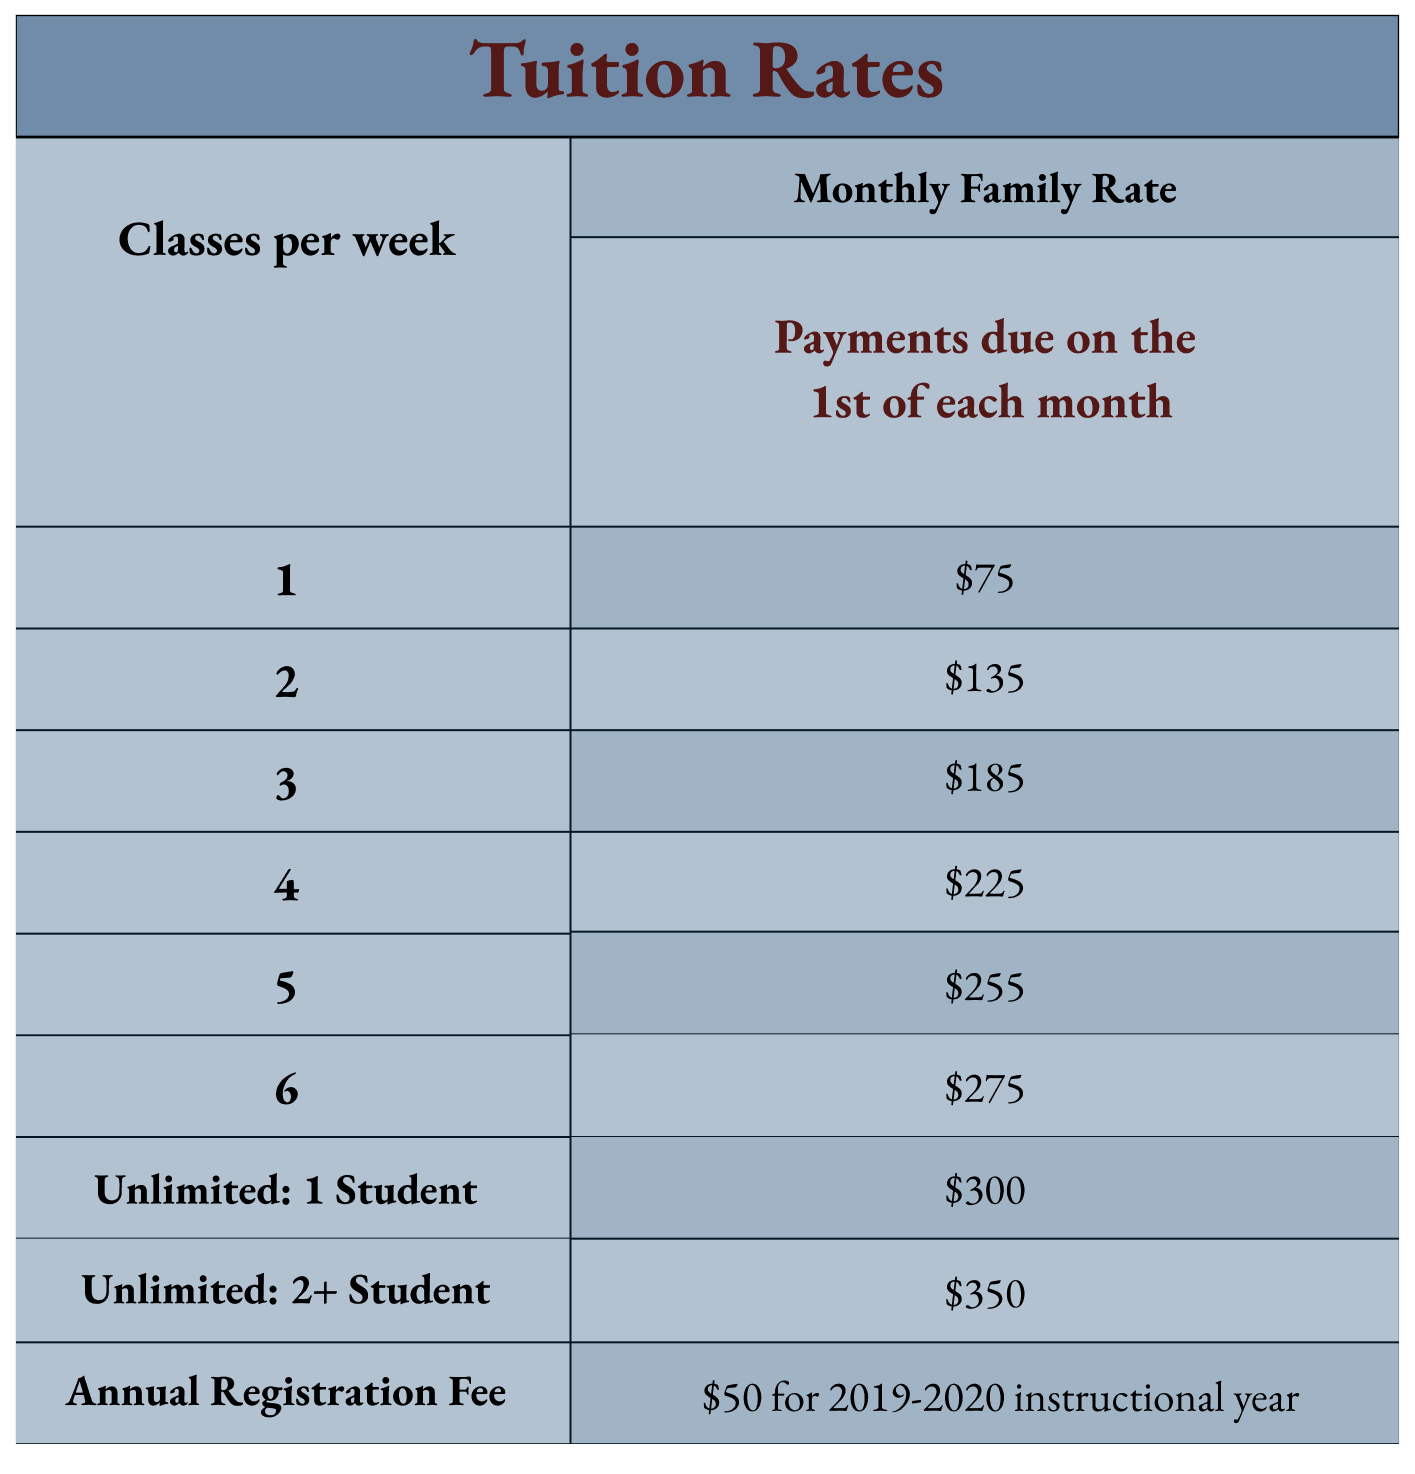 Tuition Rates
Classes per week
Monthly Family Rate
Payments due on the
1st of each month
1
$75
2
$135
3
$185
4
$225
5
$255
6
$275
Unlimited: 1 Student
$300
Unlimited: 2+ Student
$350
Annual Registration Fee
$50 for 2019-2020 instructional year